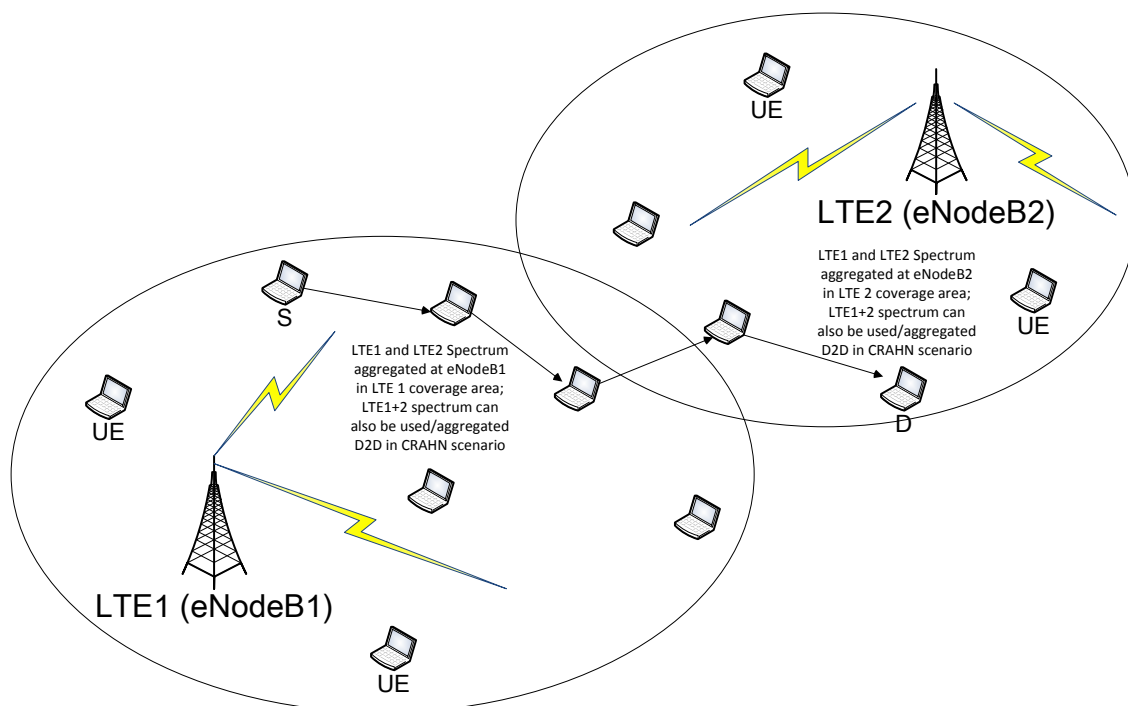 UE
LTE2 (eNodeB2)
LTE1 and LTE2 Spectrum
aggregated at eNodeB2
in LTE 2 coverage area;
LTE1+2 spectrum can
also be used/aggregated
D2D in CRAHN scenario
UE
S
LTE1 and LTE2 Spectrum
aggregated at eNodeB1
in LTE 1 coverage area;
LTE1+2 spectrum can
also be used/aggregated
D2D in CRAHN scenario
D
UE
LTE1 (eNodeB1)
UE